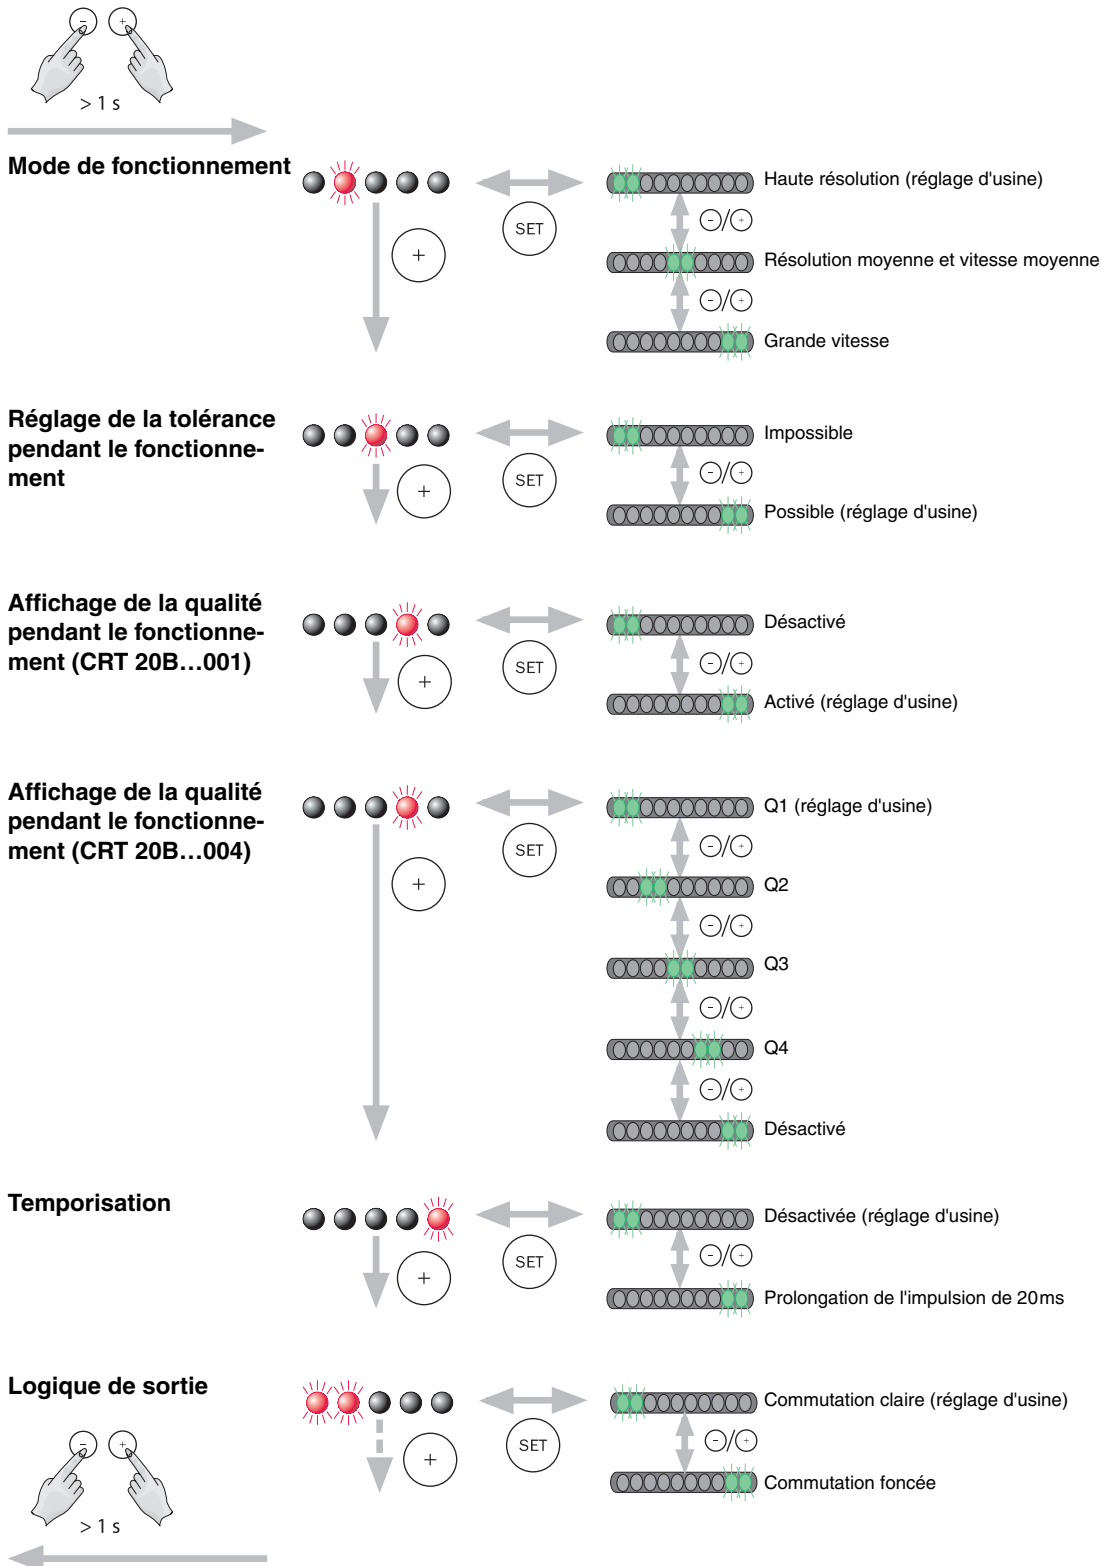 - +
> 1 s
Mode de fonctionnement
+
SET
Haute résolution (réglage d'usine)
-/+
Résolution moyenne et vitesse moyenne
-/+
Grande vitesse
Réglage de la tolérance
pendant le fonctionne-
ment
+
SET
Impossible
-/+
Possible (réglage d'usine)
Affichage de la qualité
pendant le fonctionne-
ment (CRT 20B...001)
+
SET
Désactivé
-/+
Activé (réglage d'usine)
Affichage de la qualité
pendant le fonctionne-
ment (CRT 20B...004)
+
SET
Q1 (réglage d'usine)
-/+
Q2
-/+
Q3
-/+
Q4
-/+
Désactivé
Temporisation
+
SET
Désactivée (réglage d'usine)
-/+
Prolongation de l'impulsion de 20ms
Logique de sortie
+
SET
Commutation claire (réglage d'usine)
-/+
Commutation foncée
- +
> 1 s